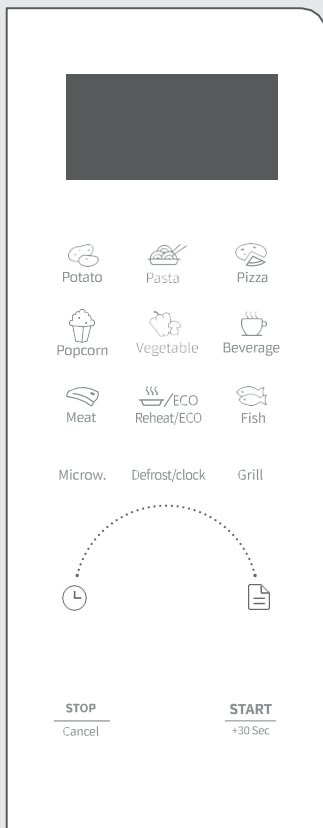 Potato Pasta Pizza
Popcorn Vegetable Beverage
/ECO
Meat Reheat/ECO Fish
Microw. Defrost/clock Grill
STOP START
Cancel +30 Sec